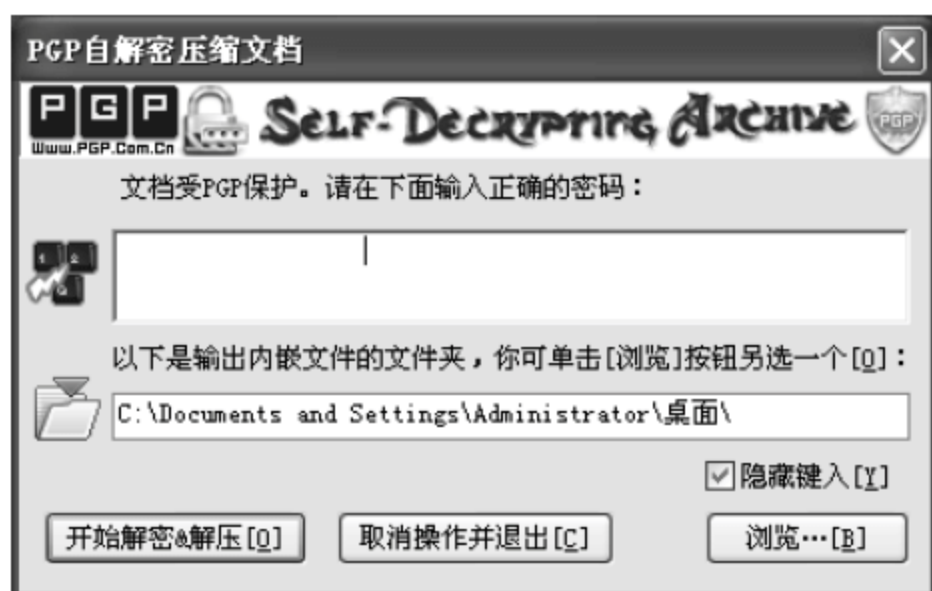 PGP自解密压缩文档
PGP Self-Decrypting Archive PGP
Www.PGP.Com.Cn
文档受PGP保护。请在下面输入正确的密码：
以下是输出内嵌文件的文件夹，你可单击[浏览]按钮另选一个[O]：
C:\Documents and Settings\Administrator\桌面\
隐藏键入[Y]
开始解密&解压[O] 取消操作并退出[C] 浏览…[B]